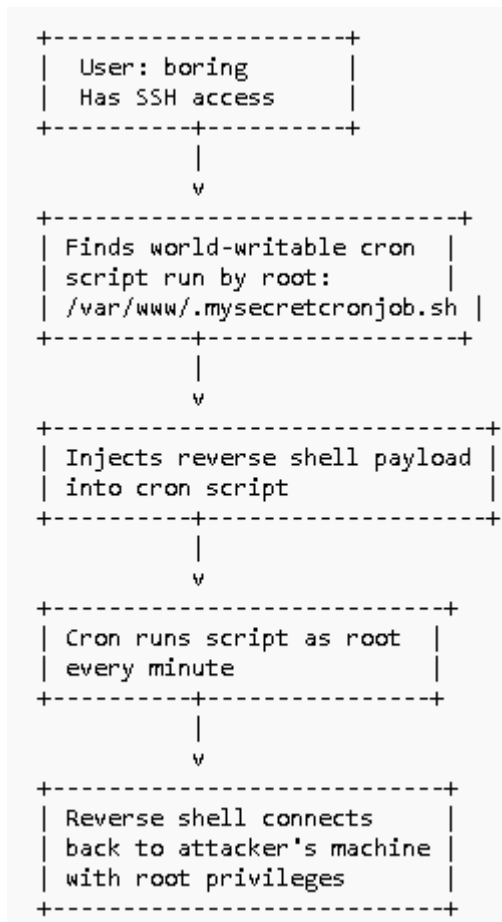 User: boring
Has SSH access
Finds world-writable cron
script run by root:
/var/www/.mysecretcronjob.sh
Injects reverse shell payload
into cron script
Cron runs script as root
every minute
Reverse shell connects
back to attacker's machine
with root privileges